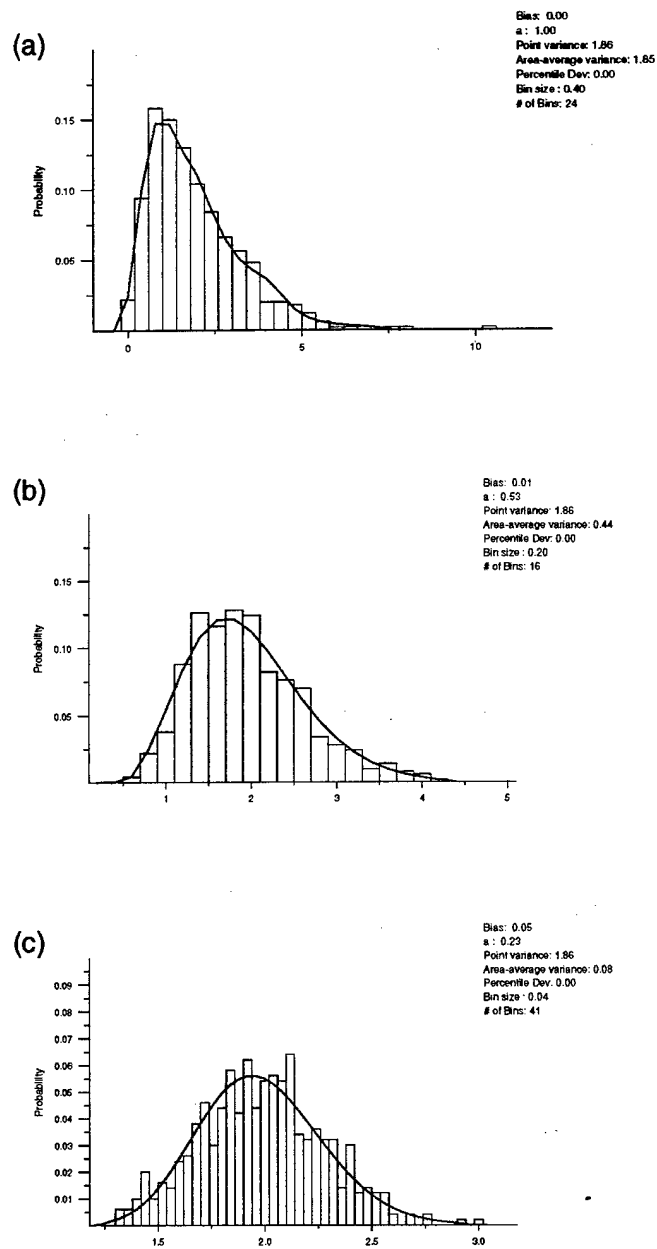 (a)
Bias: 0.00
a : 1.00
Point variance: 1.86
Area-average variance: 1.85
Percentile Dev: 0.00
Bin size : 0.40
# of Bins: 24
0.15
0.10
0.05
Probability
0 5 10
(b)
Bias: 0.01
a : 0.53
Point variance: 1.86
Area-average variance: 0.44
Percentile Dev: 0.00
Bin size : 0.20
# of Bins: 16
0.15
0.10
0.05
Probability
1 2 3 4 5
(c)
Bias: 0.05
a : 0.23
Point variance: 1.86
Area-average variance: 0.08
Percentile Dev: 0.00
Bin size : 0.04
# of Bins: 41
0.09
0.08
0.07
0.06
0.05
0.04
0.03
0.02
0.01
Probability
1.5 2.0 2.5 3.0